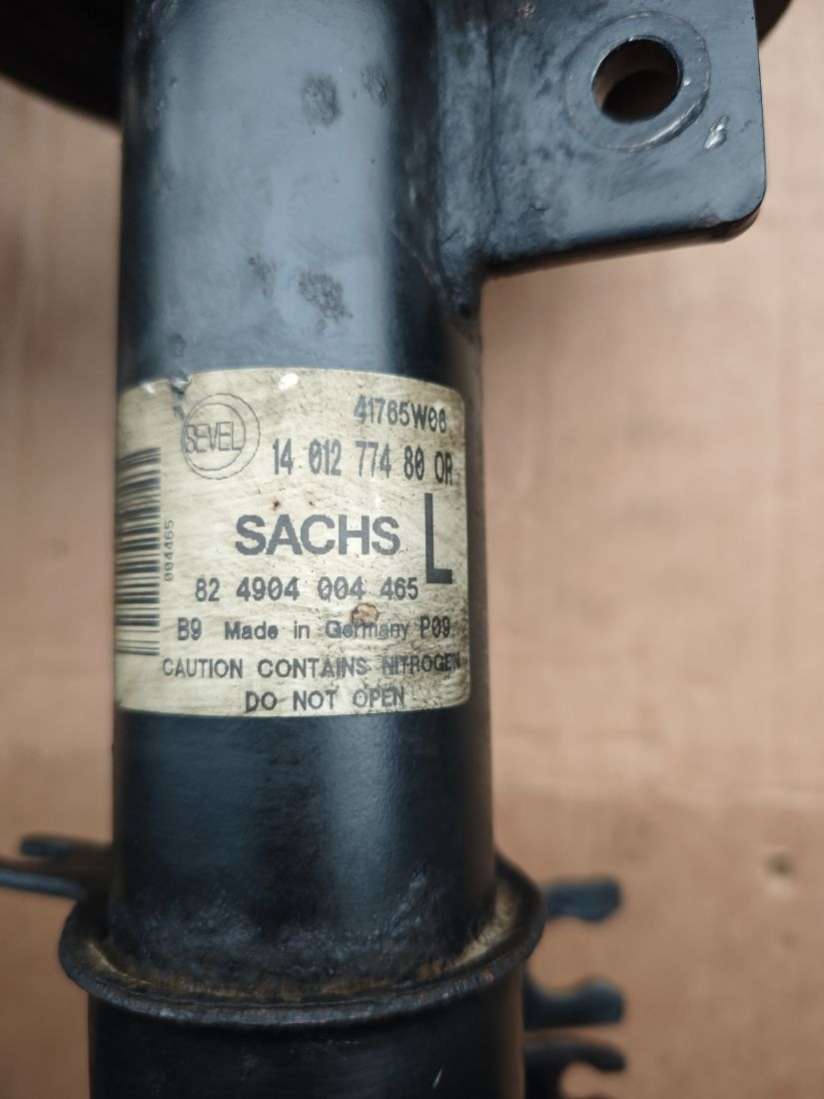 41765W06
SEVEL
14 012 774 80 OR
SACHS L
82 4904 004 465
004465
B9 Made in Germany P09
CAUTION CONTAINS NITROGEN
DO NOT OPEN